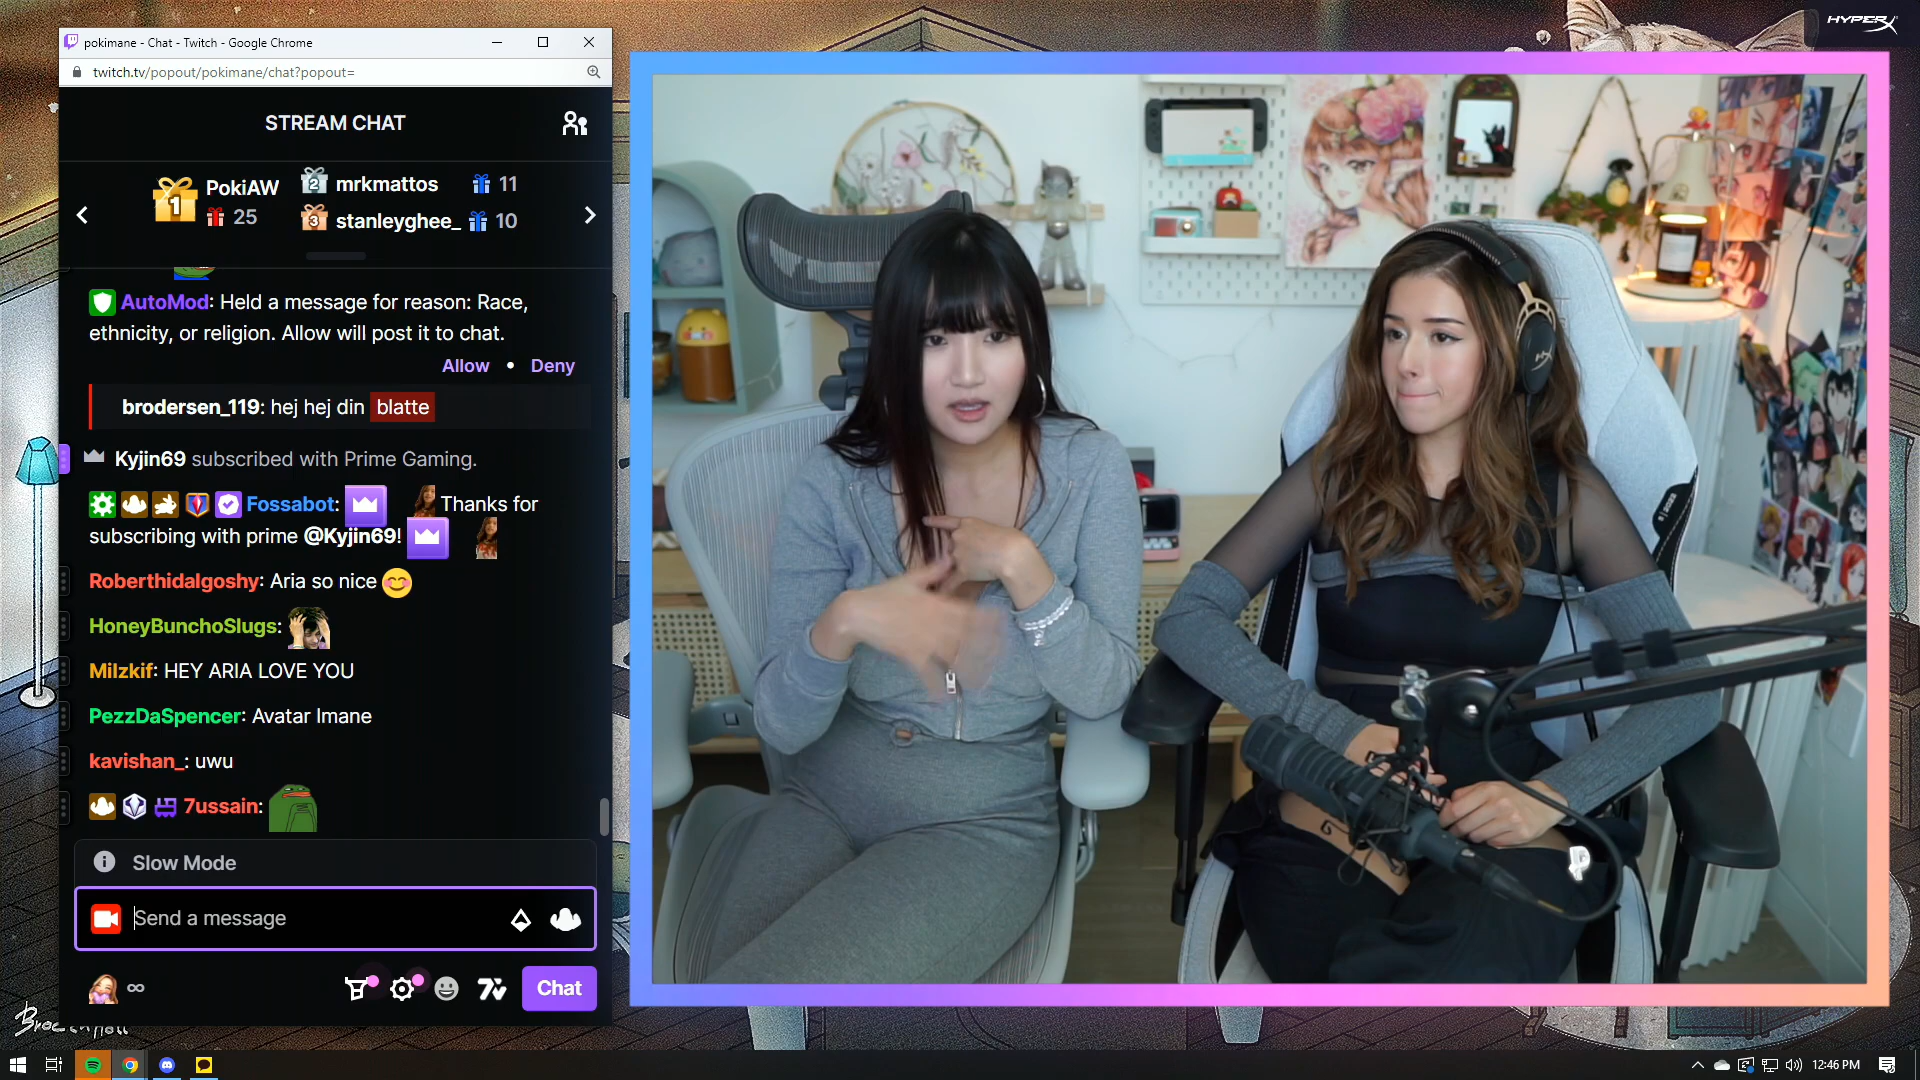 HYPERX
pokimane - Chat - Twitch - Google Chrome
twitch.tv/popout/pokimane/chat?popout=
STREAM CHAT
1 PokiAW 25
2 mrkmattos 11
3 stanleyghee_ 10
AutoMod: Held a message for reason: Race,
ethnicity, or religion. Allow will post it to chat.
Allow • Deny
brodersen_119: hej hej din blatte
Kyjin69 subscribed with Prime Gaming.
Fossabot: Thanks for
subscribing with prime @Kyjin69!
Roberthidalgoshy: Aria so nice 😊
HoneyBunchoSlugs:
Milzkif: HEY ARIA LOVE YOU
PezzDaSpencer: Avatar Imane
kavishan_: uwu
7ussain:
Slow Mode
Send a message
∞
Chat
12:46 PM